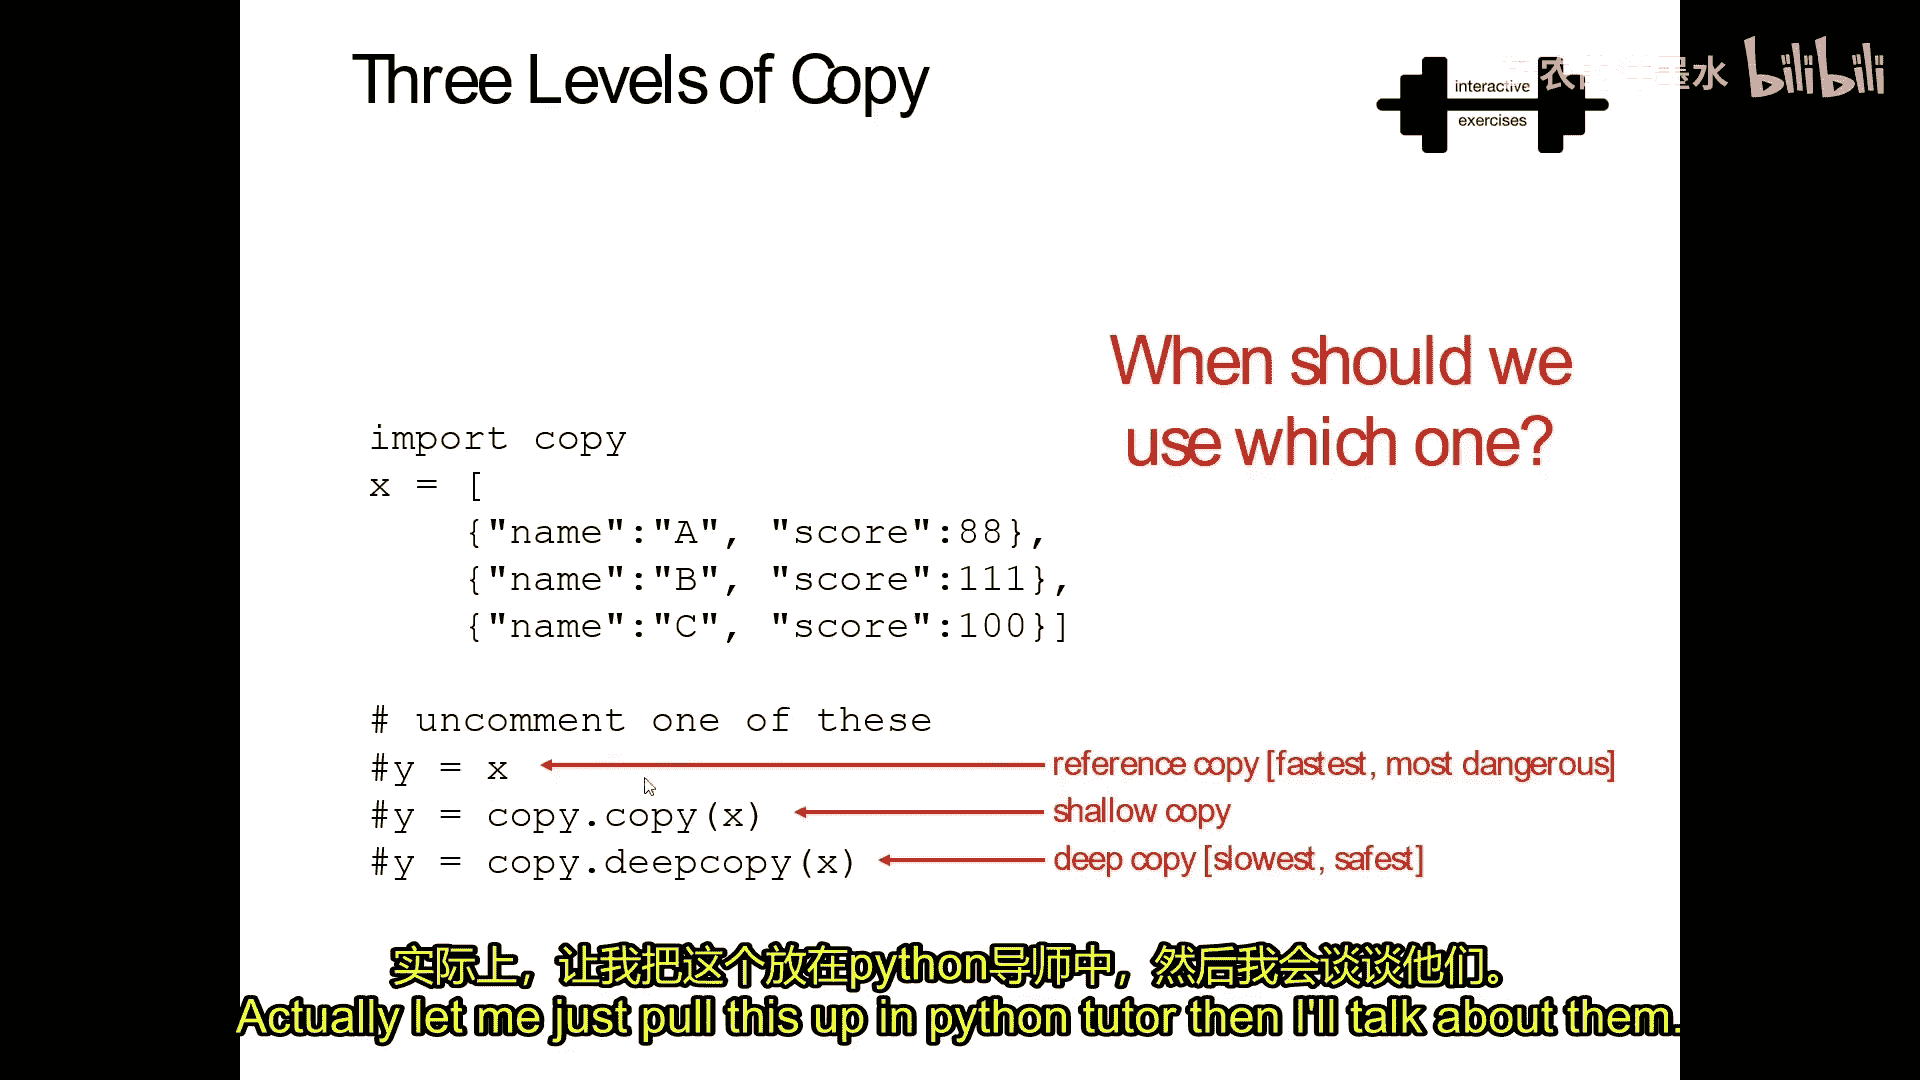 Three Levels of Copy
interactive
exercises
水 bilibili
When should we
use which one?
import copy
x = [
{"name":"A", "score":88},
{"name":"B", "score":111},
{"name":"C", "score":100}]
# uncomment one of these
#y = x
reference copy [fastest, most dangerous]
#y = copy.copy(x)
shallow copy
#y = copy.deepcopy(x)
deep copy [slowest, safest]
实际上，让我把这个放在python导师中，然后我会谈谈他们。
Actually let me just pull this up in python tutor then I'll talk about them.